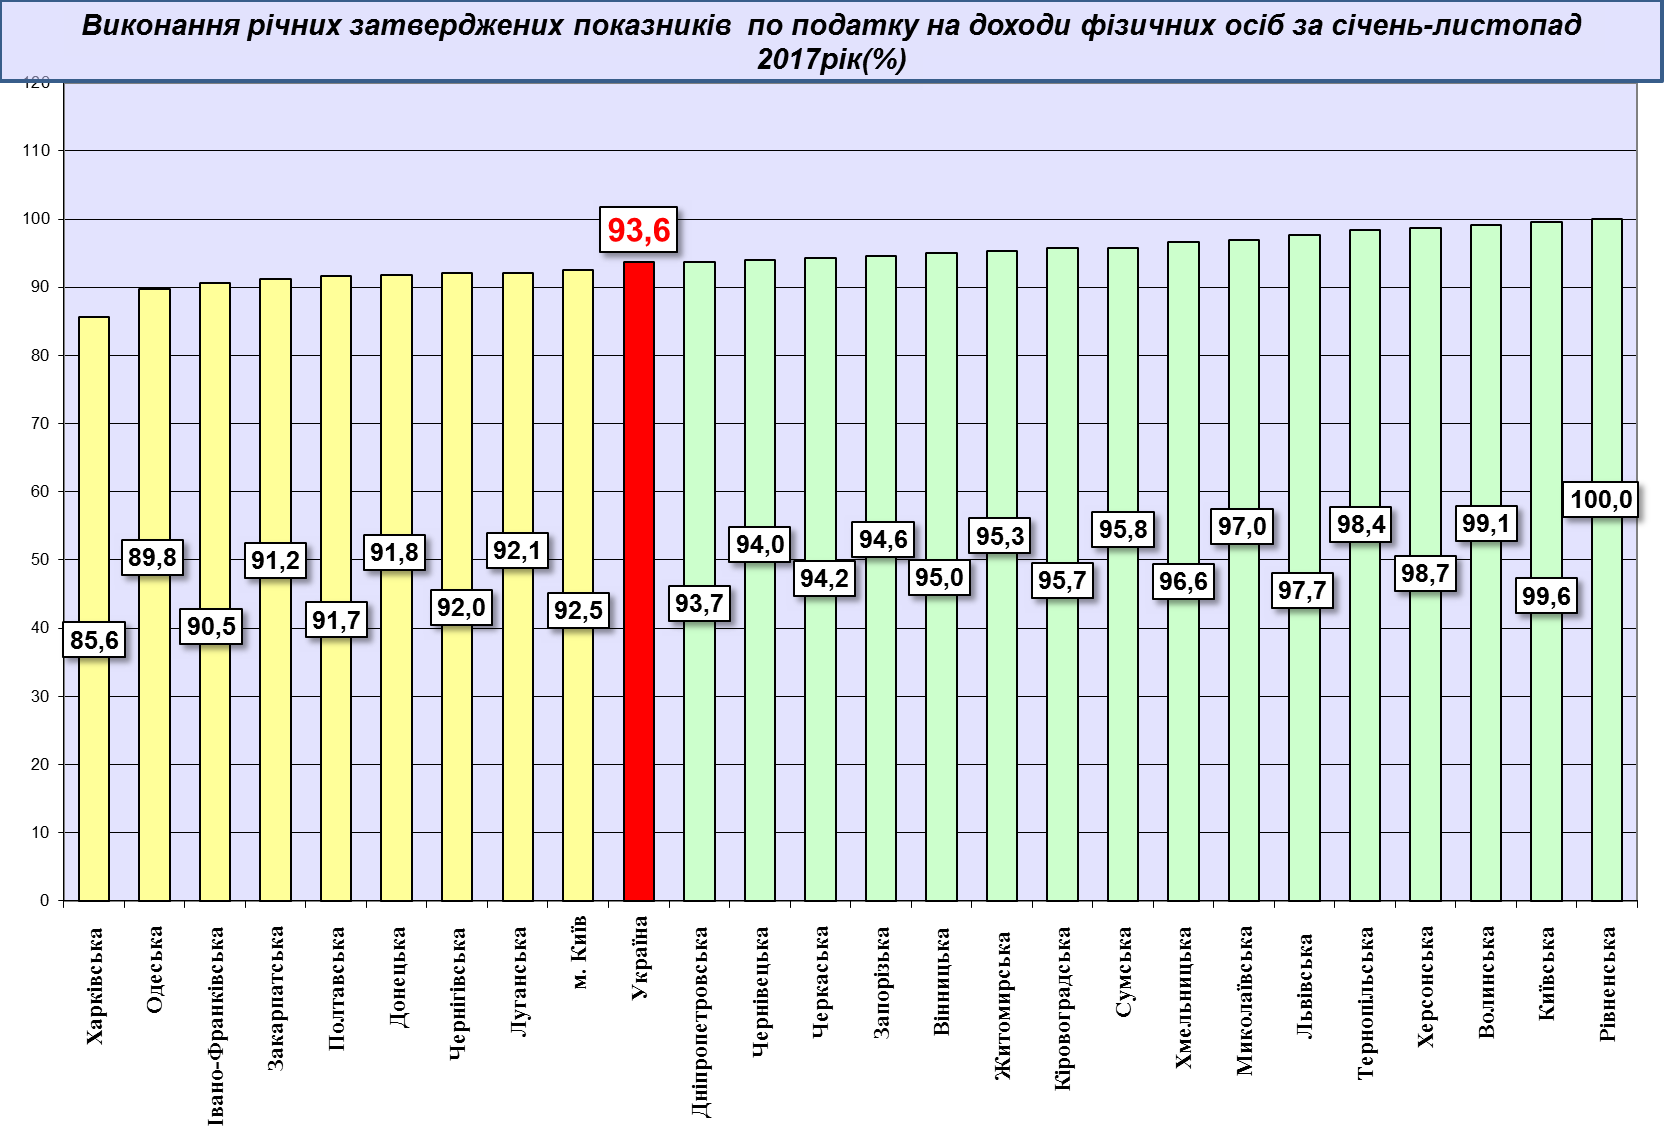 Виконання річних затверджених показників  по податку на доходи фізичних осіб за січень-листопад
2017рік(%)
120
110
100
90
80
70
60
50
40
30
20
10
0
85,6
89,8
90,5
91,2
91,7
91,8
92,0
92,1
92,5
93,6
93,7
94,0
94,2
94,6
95,0
95,3
95,7
95,8
96,6
97,0
97,7
98,4
98,7
99,1
99,6
100,0
Харківська
Одеська
Івано-Франківська
Закарпатська
Полтавська
Донецька
Чернігівська
Луганська
м. Київ
Україна
Дніпропетровська
Чернівецька
Черкаська
Запорізька
Вінницька
Житомирська
Кіровоградська
Сумська
Хмельницька
Миколаївська
Львівська
Тернопільська
Херсонська
Волинська
Київська
Рівненська